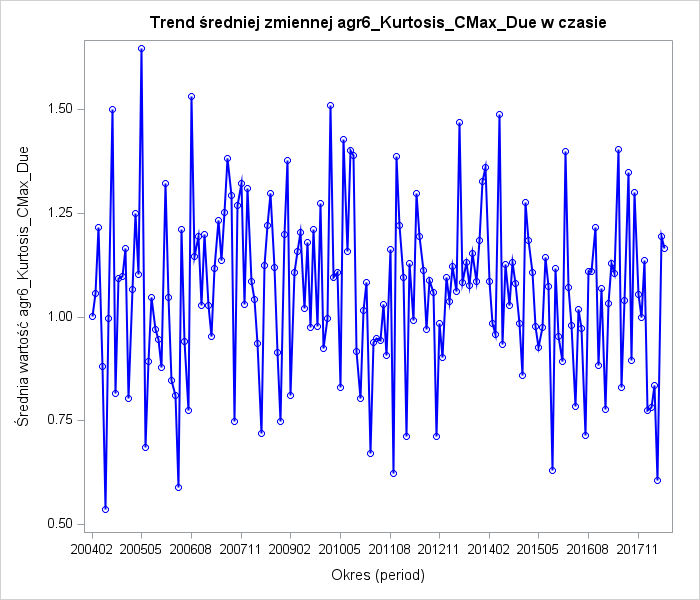 Trend średniej zmiennej agr6_Kurtosis_CMax_Due w czasie
Średnia wartość agr6_Kurtosis_CMax_Due
1.50
1.25
1.00
0.75
0.50
200402 200505 200608 200711 200902 201005 201108 201211 201402 201505 201608 201711
Okres (period)